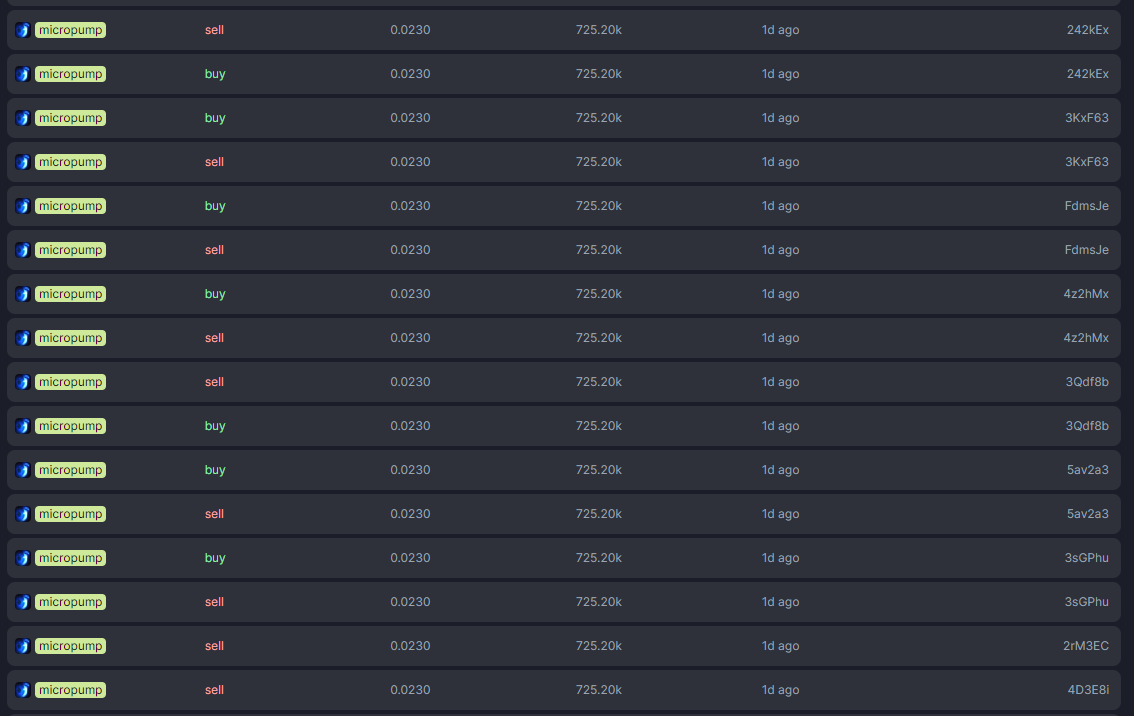 micropump sell 0.0230 725.20k 1d ago 242kEx
micropump buy 0.0230 725.20k 1d ago 242kEx
micropump buy 0.0230 725.20k 1d ago 3KxF63
micropump sell 0.0230 725.20k 1d ago 3KxF63
micropump buy 0.0230 725.20k 1d ago FdmsJe
micropump sell 0.0230 725.20k 1d ago FdmsJe
micropump buy 0.0230 725.20k 1d ago 4z2hMx
micropump sell 0.0230 725.20k 1d ago 4z2hMx
micropump sell 0.0230 725.20k 1d ago 3Qdf8b
micropump buy 0.0230 725.20k 1d ago 3Qdf8b
micropump buy 0.0230 725.20k 1d ago 5av2a3
micropump sell 0.0230 725.20k 1d ago 5av2a3
micropump buy 0.0230 725.20k 1d ago 3sGPhu
micropump sell 0.0230 725.20k 1d ago 3sGPhu
micropump sell 0.0230 725.20k 1d ago 2rM3EC
micropump sell 0.0230 725.20k 1d ago 4D3E8i